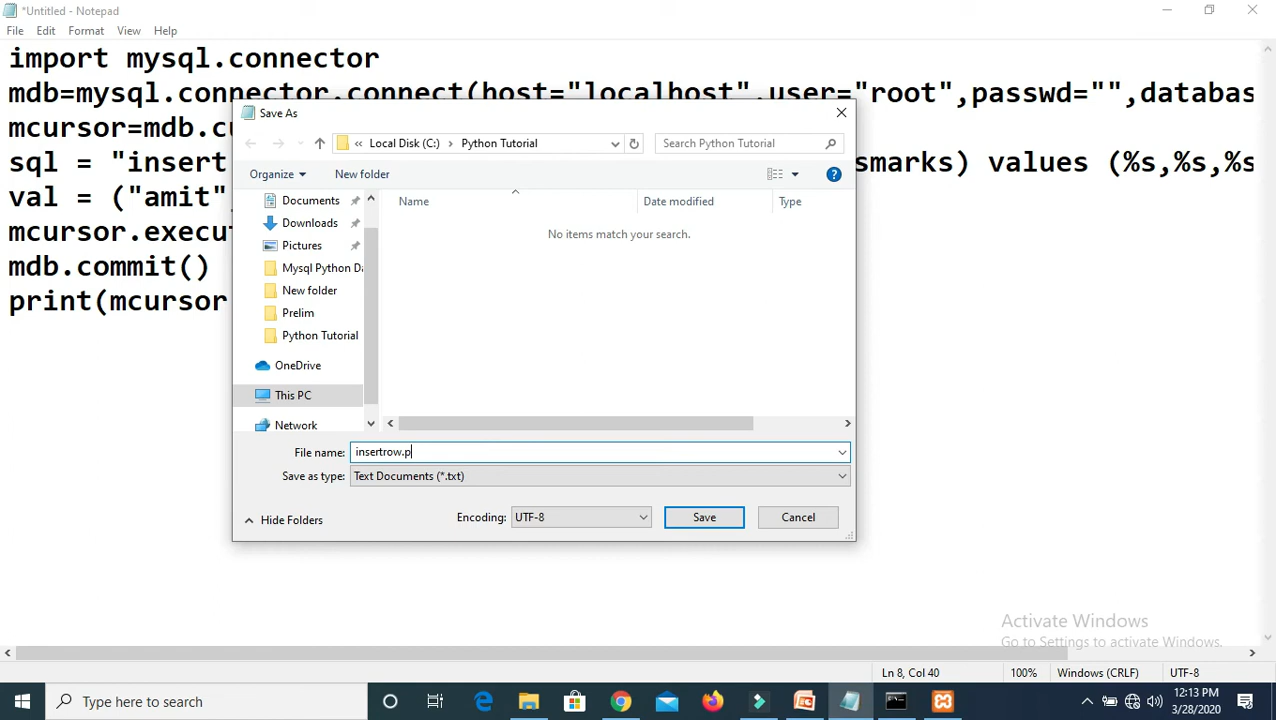 *Untitled - Notepad
File Edit Format View Help
import mysql.connector
mdb=mysql.connector.connect(host="localhost",user="root",passwd="",databas
mcursor=mdb.cu
sql = "insert smarks) values (%s,%s,%s
val = ("amit"
mcursor.execut
mdb.commit()
print(mcursor
Save As
« Local Disk (C:) > Python Tutorial
Search Python Tutorial
Organize New folder
Name Date modified Type
No items match your search.
Documents
Downloads
Pictures
Mysql Python Da
New folder
Prelim
Python Tutorial
OneDrive
This PC
Network
File name: insertrow.p
Save as type: Text Documents (*.txt)
Hide Folders Encoding: UTF-8 Save Cancel
Activate Windows
Go to Settings to activate Windows.
Ln 8, Col 40 100% Windows (CRLF) UTF-8
Type here to search
12:13 PM
3/28/2020